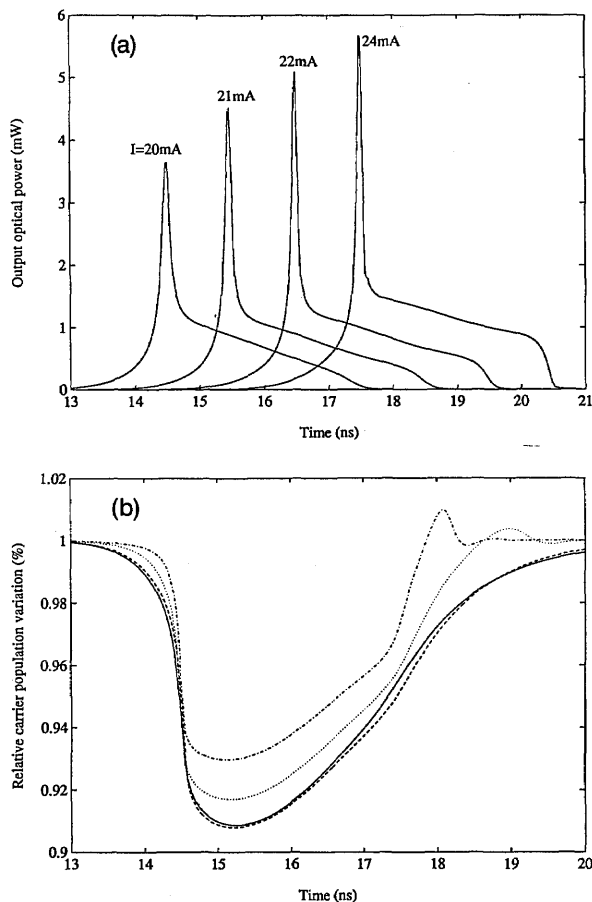 (a)
6
5
4
3
2
1
0
Output optical power (mW)
I=20mA
21mA
22mA
24mA
13 14 15 16 17 18 19 20 21
Time (ns)
(b)
1.02
1
0.98
0.96
0.94
0.92
0.9
Relative carrier population variation (%)
13 14 15 16 17 18 19 20
Time (ns)